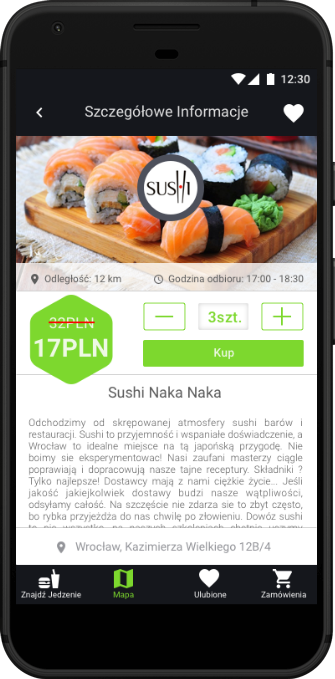 12:30
Szczegółowe Informacje
SUSHI
Odległość: 12 km
Godzina odbioru: 17:00 - 18:30
32PLN
17PLN
3szt.
Kup
Sushi Naka Naka
Odchodzimy od skrępowanej atmosfery sushi barów i
restauracji. Sushi to przyjemność i wspaniałe doświadczenie, a
Wrocław to idealne miejsce na tą japońską przygodę. Nie
boimy sie eksperymentować! Nasi zaufani masterzy ciągle
poprawiają i dopracowują nasze tajne receptury. Składniki ?
Tylko najlepsze! Dostawcy mają z nami ciężkie życie... Jeśli
jakość jakiejkolwiek dostawy budzi nasze wątpliwości,
odsyłamy całość. Na szczęście nie zdarza sie to zbyt często,
bo rybka przyjeżdża do nas chwilę po złowieniu. Dowóz sushi
Wrocław, Kazimierza Wielkiego 12B/4
Znajdź Jedzenie
Mapa
Ulubione
Zamówienia